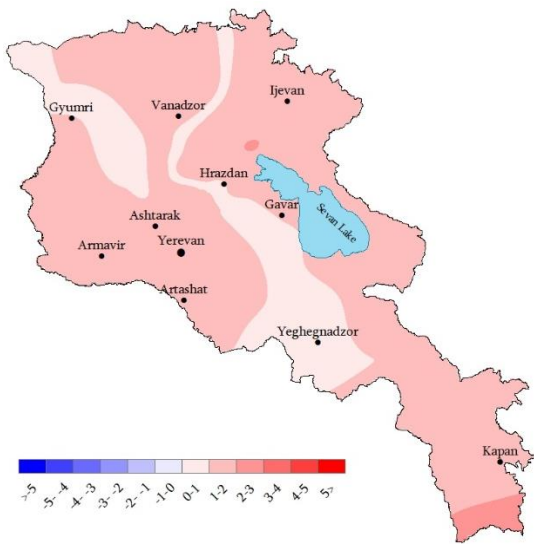 Ijevan
Gyumri
Vanadzor
Hrazdan
Gavar
Sevan Lake
Ashtarak
Armavir
Yerevan
Artashat
Yeghegnadzor
Kapan
>-5
-5--4
-4--3
-3--2
-2--1
-1-0
0-1
1-2
2-3
3-4
4-5
5>